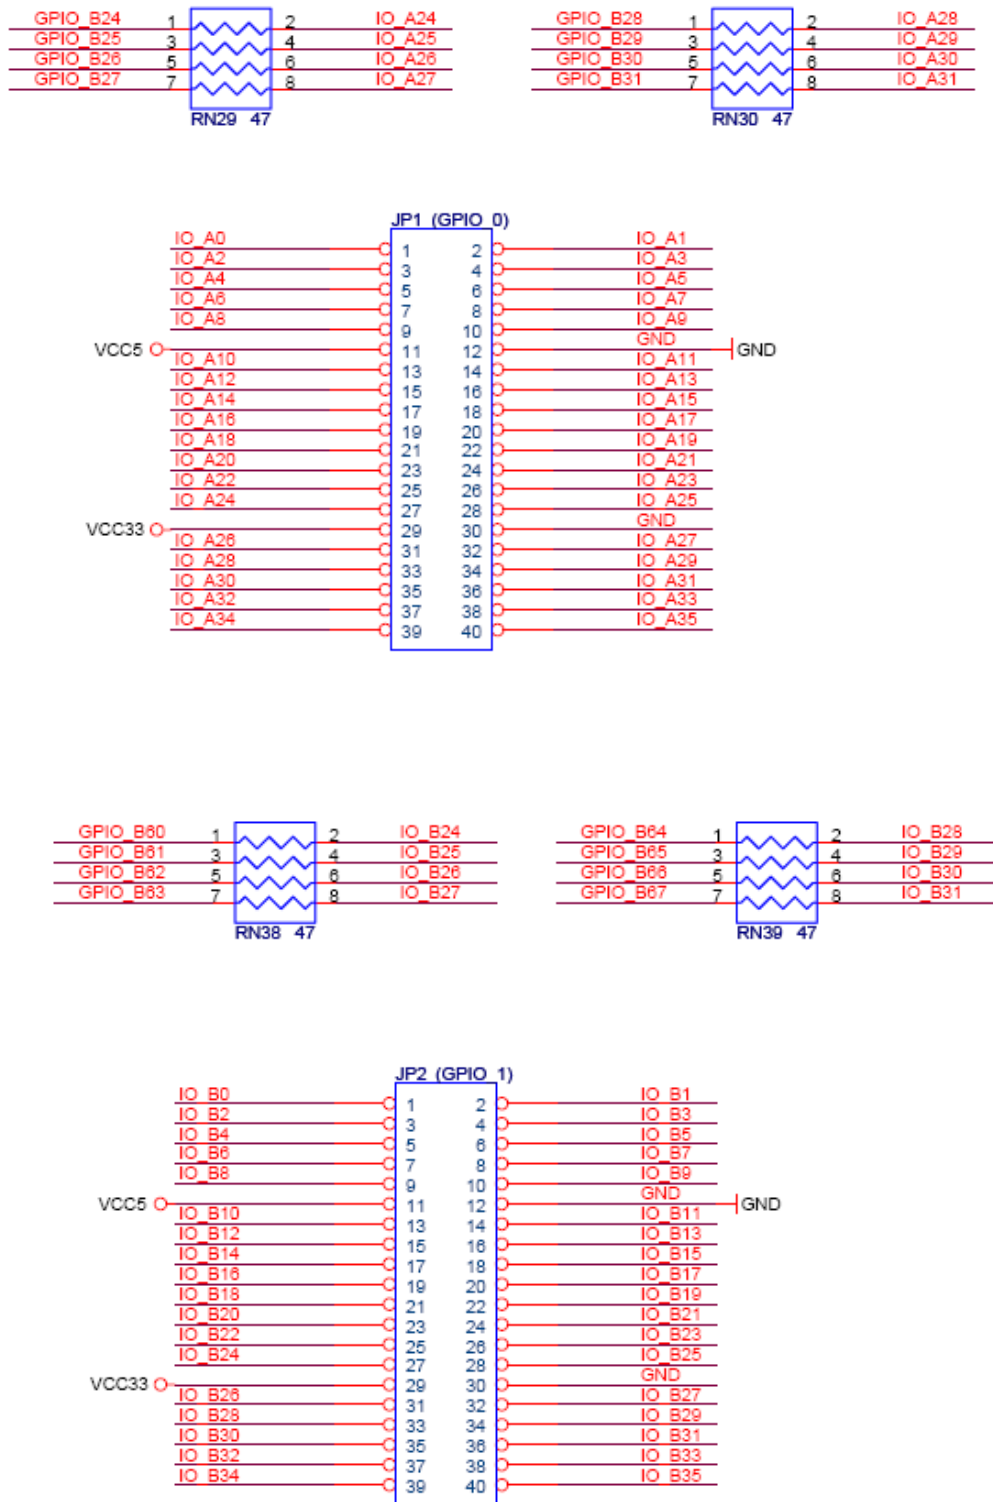 GPIO_B24 1 2 IO_A24 GPIO_B28 1 2 IO_A28
GPIO_B25 3 4 IO_A25 GPIO_B29 3 4 IO_A29
GPIO_B26 5 6 IO_A26 GPIO_B30 5 6 IO_A30
GPIO_B27 7 8 IO_A27 GPIO_B31 7 8 IO_A31
RN29 47 RN30 47
JP1 (GPIO 0)
IO_A0 1 2 IO_A1
IO_A2 3 4 IO_A3
IO_A4 5 6 IO_A5
IO_A6 7 8 IO_A7
IO_A8 9 10 IO_A9
VCC5 11 12 GND GND
IO_A10 13 14 IO_A11
IO_A12 15 16 IO_A13
IO_A14 17 18 IO_A15
IO_A16 19 20 IO_A17
IO_A18 21 22 IO_A19
IO_A20 23 24 IO_A21
IO_A22 25 26 IO_A23
IO_A24 27 28 IO_A25
VCC33 29 30 GND
IO_A26 31 32 IO_A27
IO_A28 33 34 IO_A29
IO_A30 35 36 IO_A31
IO_A32 37 38 IO_A33
IO_A34 39 40 IO_A35
GPIO_B60 1 2 IO_B24 GPIO_B64 1 2 IO_B28
GPIO_B61 3 4 IO_B25 GPIO_B65 3 4 IO_B29
GPIO_B62 5 6 IO_B26 GPIO_B66 5 6 IO_B30
GPIO_B63 7 8 IO_B27 GPIO_B67 7 8 IO_B31
RN38 47 RN39 47
JP2 (GPIO 1)
IO_B0 1 2 IO_B1
IO_B2 3 4 IO_B3
IO_B4 5 6 IO_B5
IO_B6 7 8 IO_B7
IO_B8 9 10 IO_B9
VCC5 11 12 GND GND
IO_B10 13 14 IO_B11
IO_B12 15 16 IO_B13
IO_B14 17 18 IO_B15
IO_B16 19 20 IO_B17
IO_B18 21 22 IO_B19
IO_B20 23 24 IO_B21
IO_B22 25 26 IO_B23
IO_B24 27 28 IO_B25
VCC33 29 30 GND
IO_B26 31 32 IO_B27
IO_B28 33 34 IO_B29
IO_B30 35 36 IO_B31
IO_B32 37 38 IO_B33
IO_B34 39 40 IO_B35